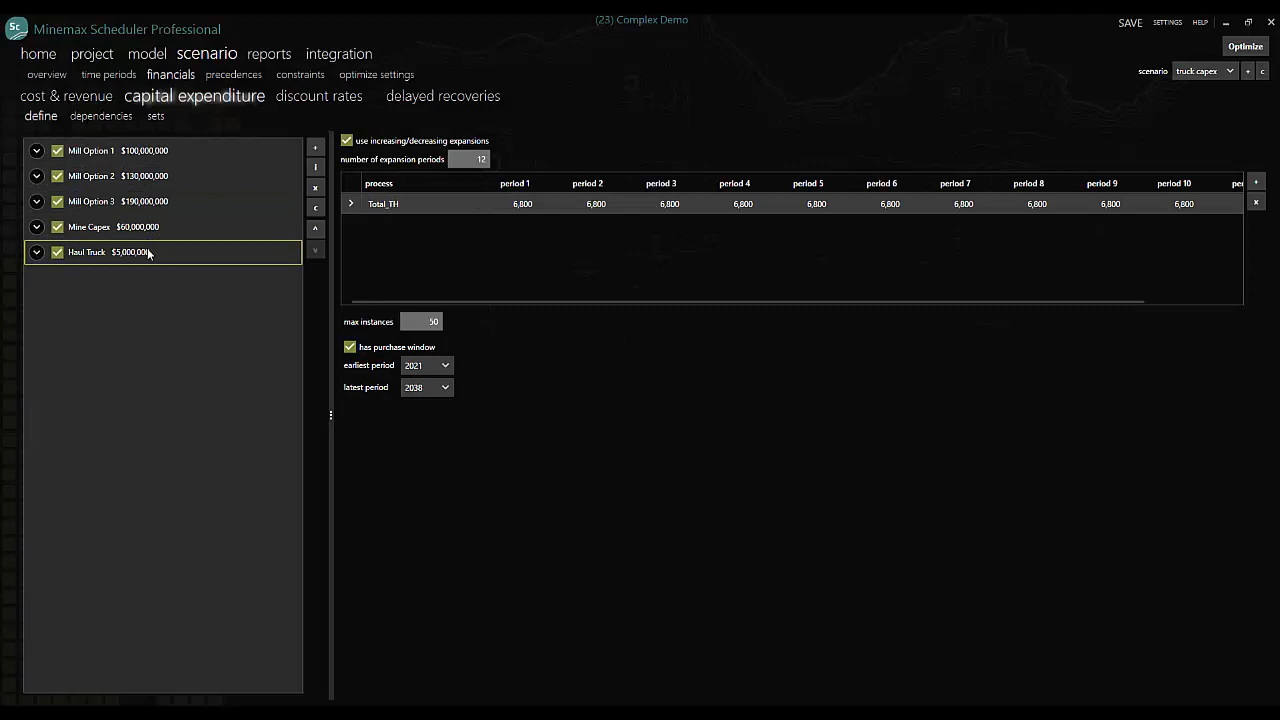 (23) Complex Demo
Sc Minemax Scheduler Professional
SAVE SETTINGS HELP
home project model scenario reports integration
Optimize
overview time periods financials precedences constraints optimize settings
scenario truck capex + c
cost & revenue capital expenditure discount rates delayed recoveries
define dependencies sets
Mill Option 1 $100,000,000
Mill Option 2 $130,000,000
Mill Option 3 $190,000,000
Mine Capex $60,000,000
Haul Truck $5,000,000
+
i
x
c
^
v
use increasing/decreasing expansions
number of expansion periods 12
process period 1 period 2 period 3 period 4 period 5 period 6 period 7 period 8 period 9 period 10 per
Total_TH 6,800 6,800 6,800 6,800 6,800 6,800 6,800 6,800 6,800 6,800
+
x
max instances 50
has purchase window
earliest period 2021
latest period 2038